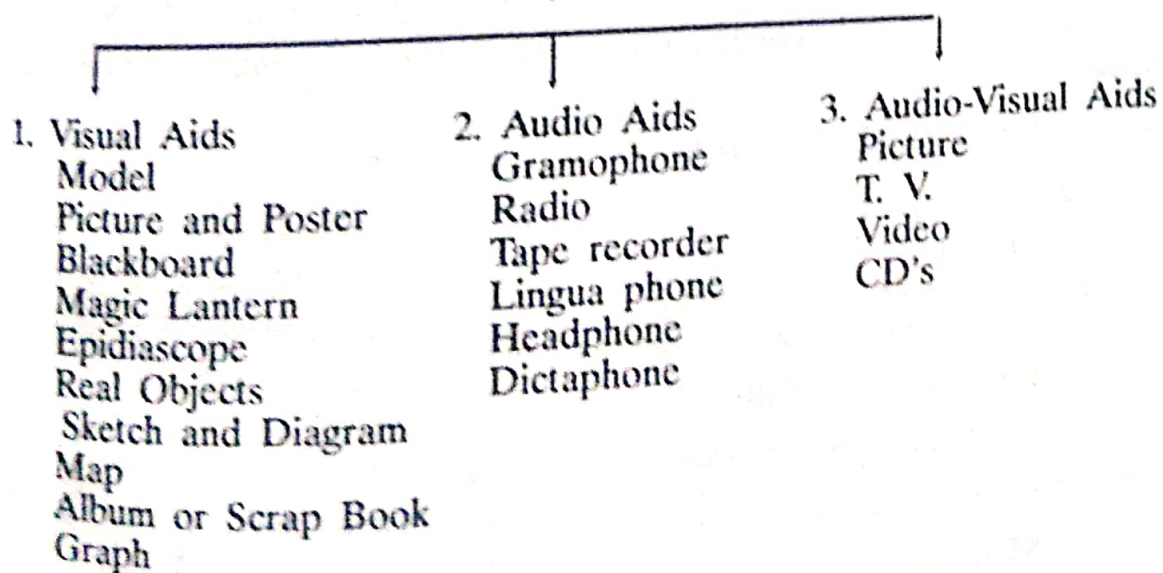 1. Visual Aids
Model
Picture and Poster
Blackboard
Magic Lantern
Epidiascope
Real Objects
Sketch and Diagram
Map
Album or Scrap Book
Graph
2. Audio Aids
Gramophone
Radio
Tape recorder
Lingua phone
Headphone
Dictaphone
3. Audio-Visual Aids
Picture
T. V.
Video
CD's